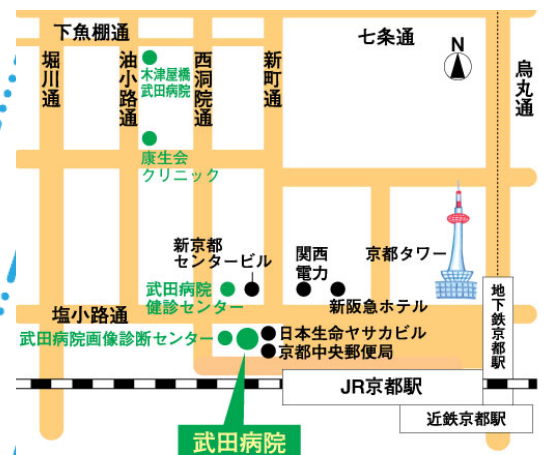 下魚棚通
七条通
N
堀川通
油小路通
西洞院通
新町通
烏丸通
木津屋橋
武田病院
康生会
クリニック
新京都
センタービル
関西
電力
京都タワー
武田病院
健診センター
新阪急ホテル
地下鉄京都駅
塩小路通
武田病院画像診断センター
日本生命ヤサカビル
京都中央郵便局
JR京都駅
近鉄京都駅
武田病院